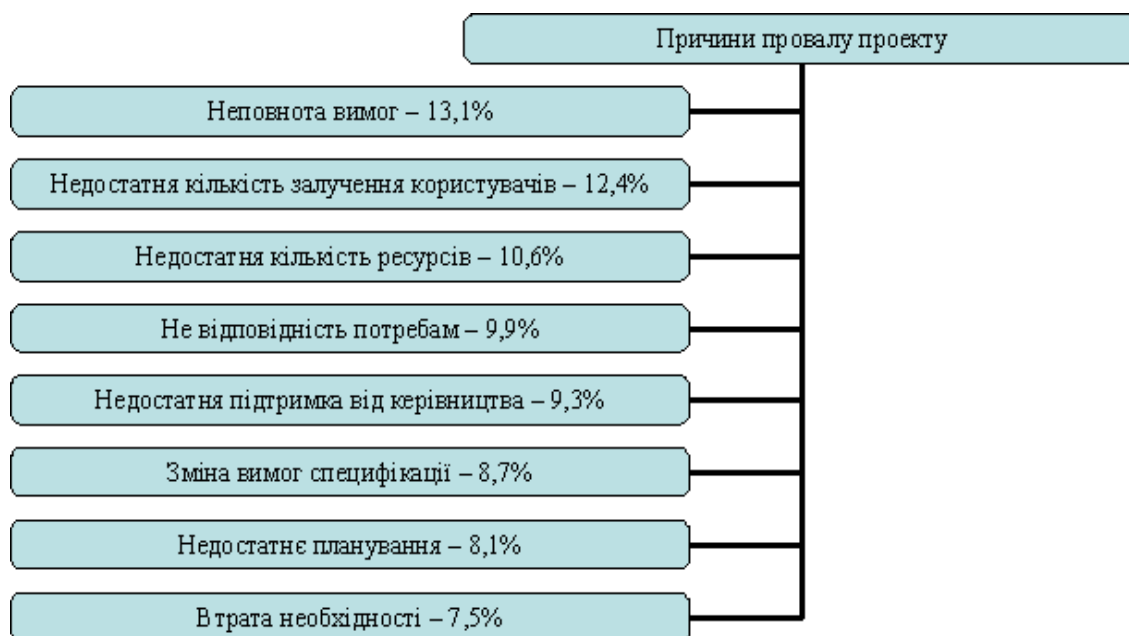 Причини провалу проекту
Неповнота вимог – 13,1%
Недостатня кількість залучення користувачів – 12,4%
Недостатня кількість ресурсів – 10,6%
Не відповідність потребам – 9,9%
Недостатня підтримка від керівництва – 9,3%
Зміна вимог специфікації – 8,7%
Недостатнє планування – 8,1%
Втрата необхідності – 7,5%